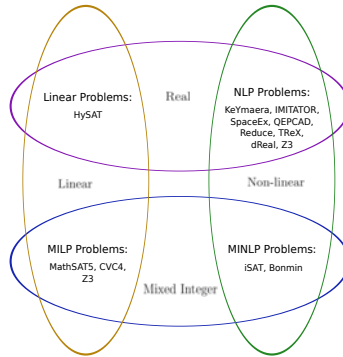 Linear Problems:
HySAT
Real
NLP Problems:
KeYmaera, IMITATOR,
SpaceEx, QEPCAD,
Reduce, TReX,
dReal, Z3
Linear
Non-linear
MILP Problems:
MathSAT5, CVC4,
Z3
MINLP Problems:
iSAT, Bonmin
Mixed Integer